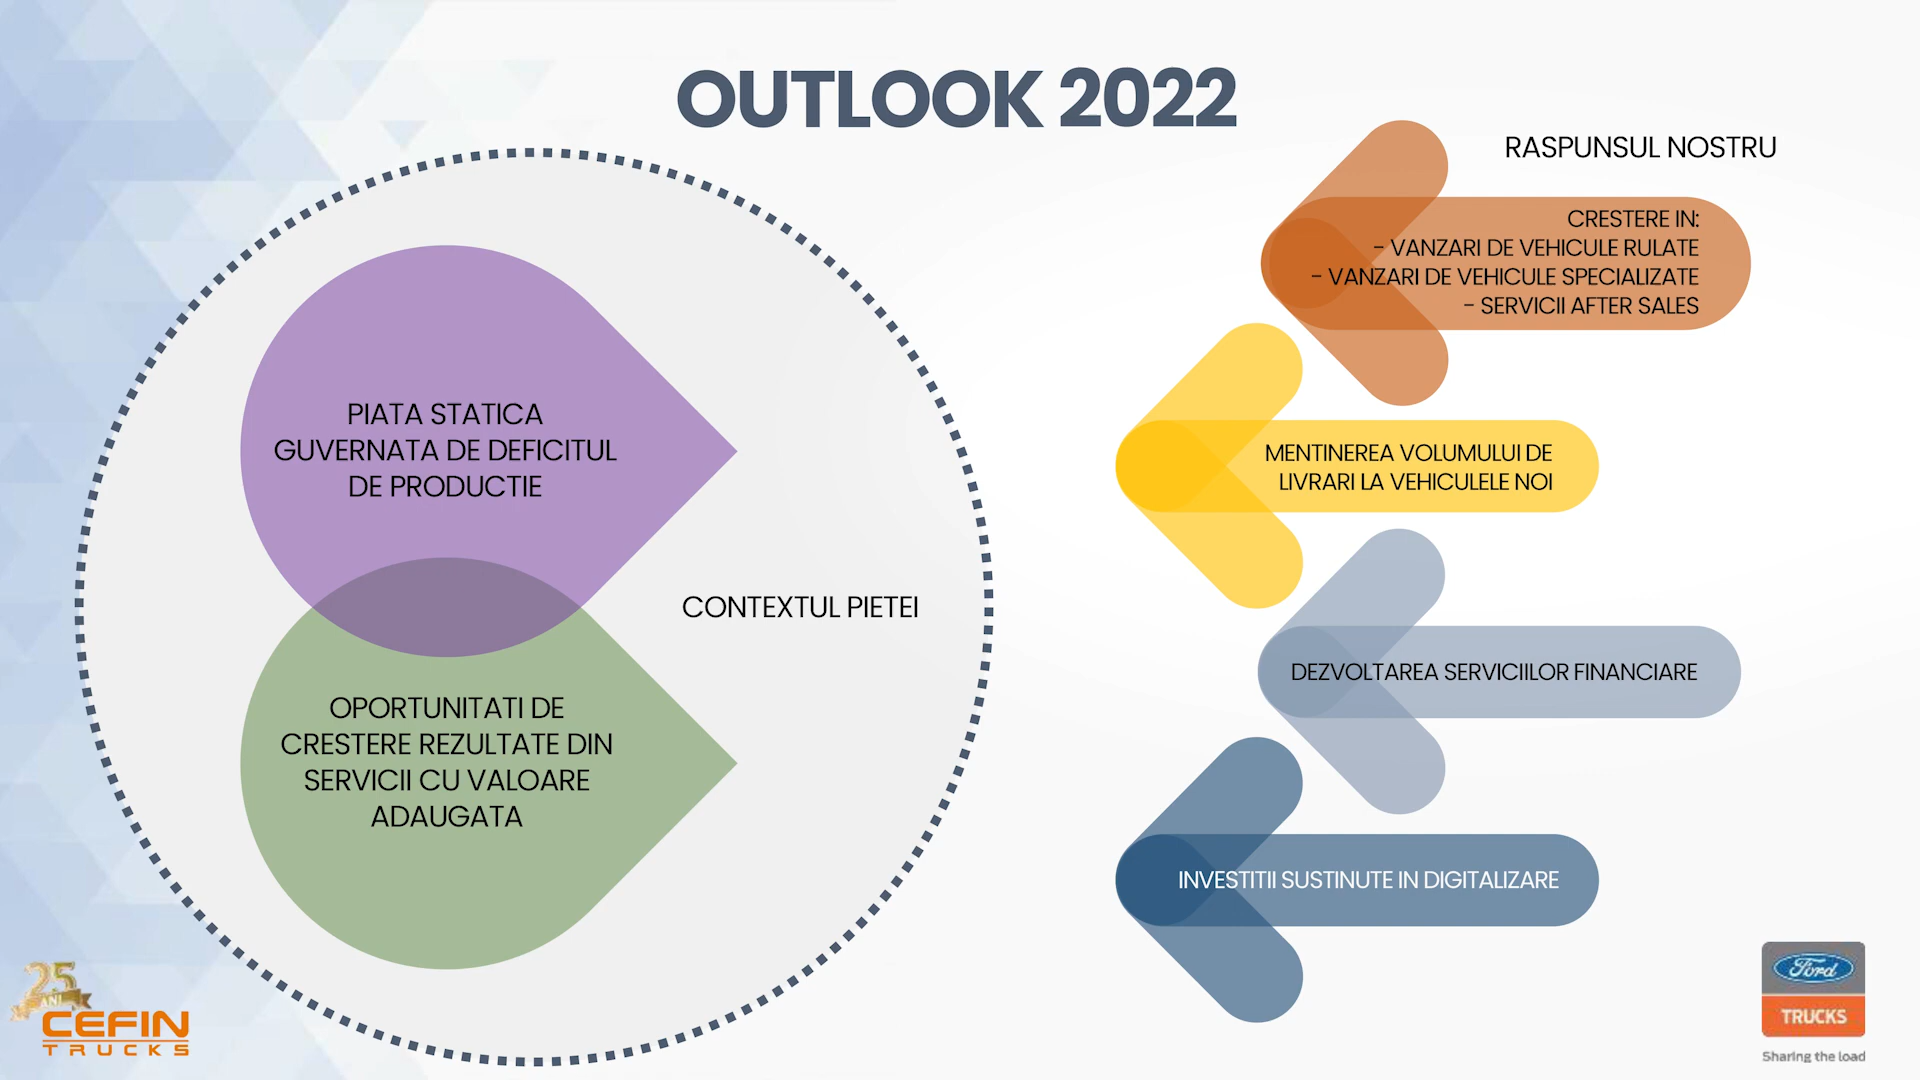 OUTLOOK 2022
PIATA STATICA
GUVERNATA DE DEFICITUL
DE PRODUCTIE
OPORTUNITATI DE
CRESTERE REZULTATE DIN
SERVICII CU VALOARE
ADAUGATA
CONTEXTUL PIETEI
RASPUNSUL NOSTRU
CRESTERE IN:
- VANZARI DE VEHICULE RULATE
- VANZARI DE VEHICULE SPECIALIZATE
- SERVICII AFTER SALES
MENTINEREA VOLUMULUI DE
LIVRARI LA VEHICULELE NOI
DEZVOLTAREA SERVICIILOR FINANCIARE
INVESTITII SUSTINUTE IN DIGITALIZARE
25
ANI
CEFIN
TRUCKS
Ford
TRUCKS
Sharing the load